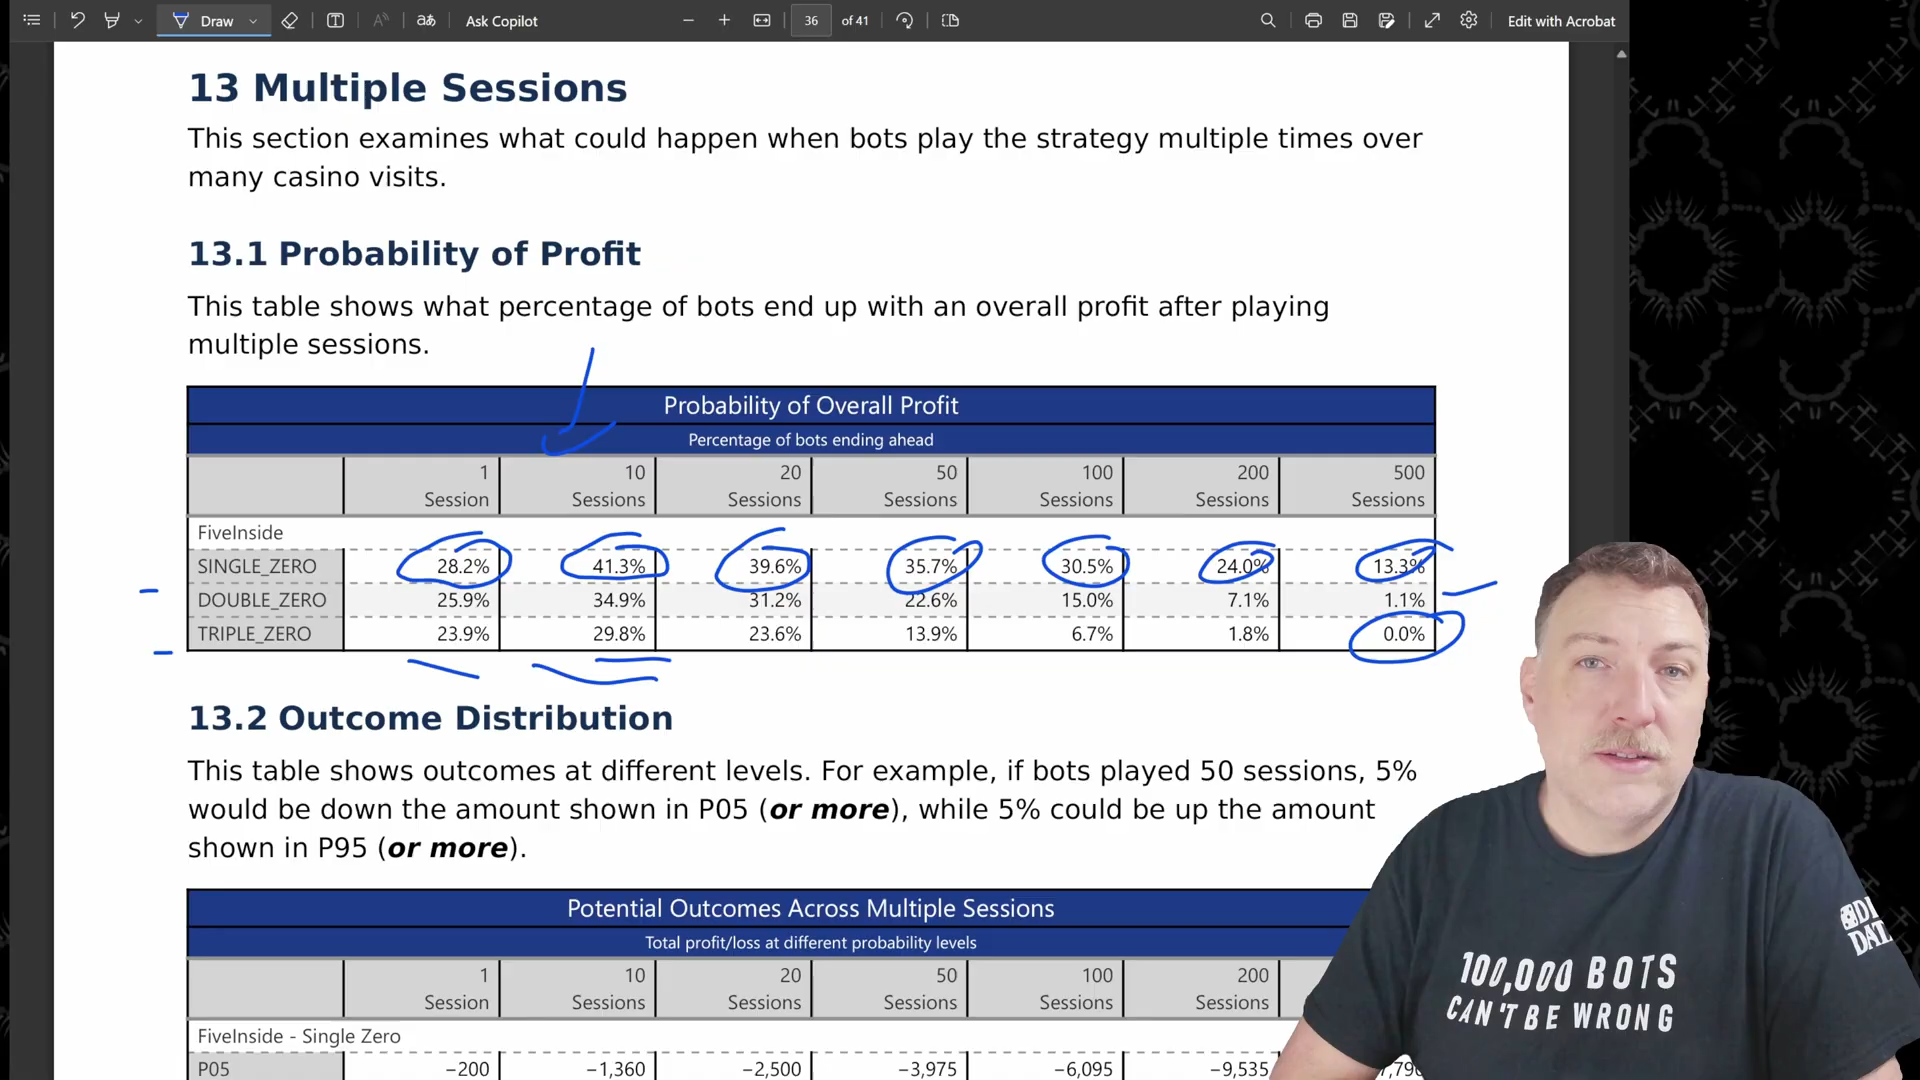 Draw
Ask Copilot
36 of 41
Edit with Acrobat
13 Multiple Sessions
This section examines what could happen when bots play the strategy multiple times over
many casino visits.
13.1 Probability of Profit
This table shows what percentage of bots end up with an overall profit after playing
multiple sessions.
Probability of Overall Profit
Percentage of bots ending ahead
1 Session 10 Sessions 20 Sessions 50 Sessions 100 Sessions 200 Sessions 500 Sessions
FiveInside
SINGLE_ZERO 28.2% 41.3% 39.6% 35.7% 30.5% 24.0% 13.3%
DOUBLE_ZERO 25.9% 34.9% 31.2% 22.6% 15.0% 7.1% 1.1%
TRIPLE_ZERO 23.9% 29.8% 23.6% 13.9% 6.7% 1.8% 0.0%
13.2 Outcome Distribution
This table shows outcomes at different levels. For example, if bots played 50 sessions, 5%
would be down the amount shown in P05 (or more), while 5% could be up the amount
shown in P95 (or more).
Potential Outcomes Across Multiple Sessions
Total profit/loss at different probability levels
1 Session 10 Sessions 20 Sessions 50 Sessions 100 Sessions 200 Sessions
FiveInside - Single Zero
P05 −200 −1,360 −2,500 −3,975 −6,095 −9,535
100,000 BOTS
CAN'T BE WRONG